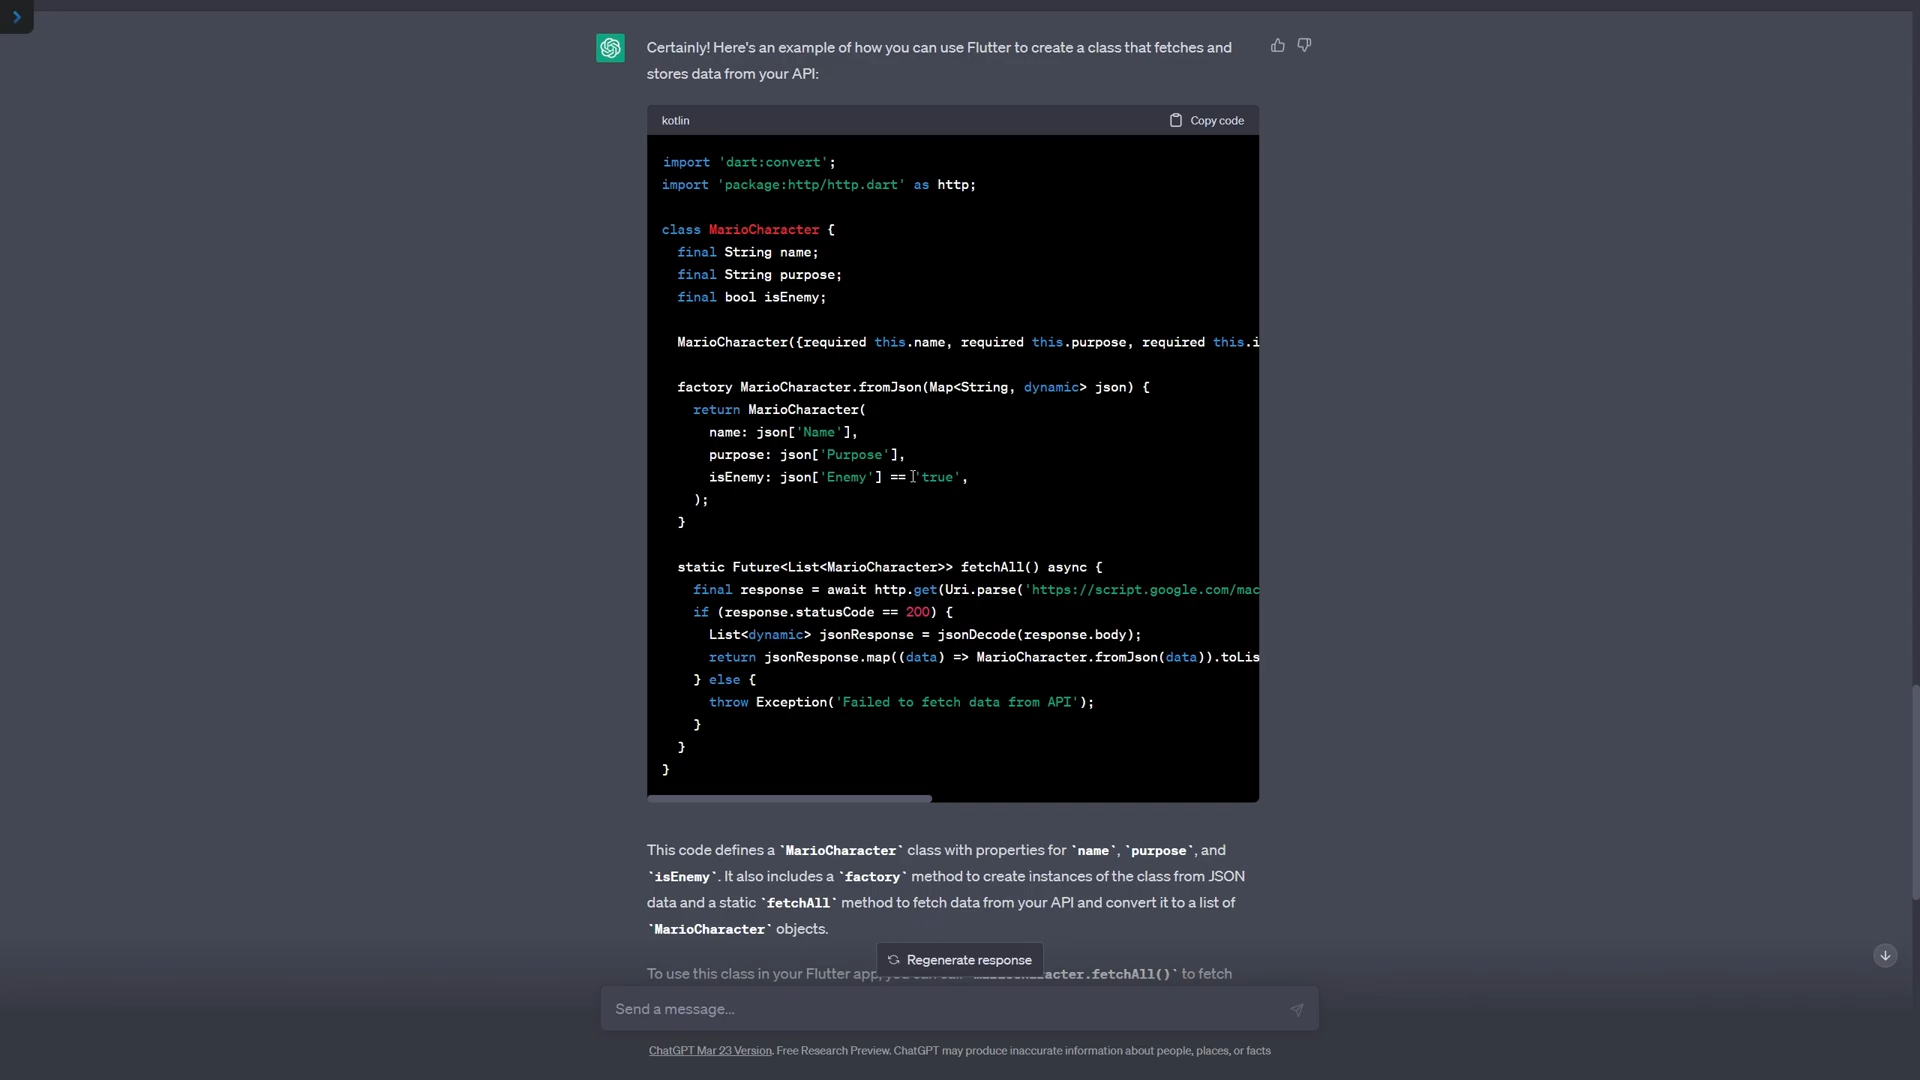 Certainly! Here's an example of how you can use Flutter to create a class that fetches and
stores data from your API:
kotlin
Copy code
import 'dart:convert';
import 'package:http/http.dart' as http;
class MarioCharacter {
final String name;
final String purpose;
final bool isEnemy;
MarioCharacter({required this.name, required this.purpose, required this.i
factory MarioCharacter.fromJson(Map<String, dynamic> json) {
return MarioCharacter(
name: json['Name'],
purpose: json['Purpose'],
isEnemy: json['Enemy'] == 'true',
);
}
static Future<List<MarioCharacter>> fetchAll() async {
final response = await http.get(Uri.parse('https://script.google.com/mac
if (response.statusCode == 200) {
List<dynamic> jsonResponse = jsonDecode(response.body);
return jsonResponse.map((data) => MarioCharacter.fromJson(data)).toLis
} else {
throw Exception('Failed to fetch data from API');
}
}
}
This code defines a `MarioCharacter` class with properties for `name`, `purpose`, and
`isEnemy`. It also includes a `factory` method to create instances of the class from JSON
data and a static `fetchAll` method to fetch data from your API and convert it to a list of
`MarioCharacter` objects.
Regenerate response
To use this class in your Flutter app, you can fetchAll()` to fetch
Send a message...
ChatGPT Mar 23 Version. Free Research Preview. ChatGPT may produce inaccurate information about people, places, or facts